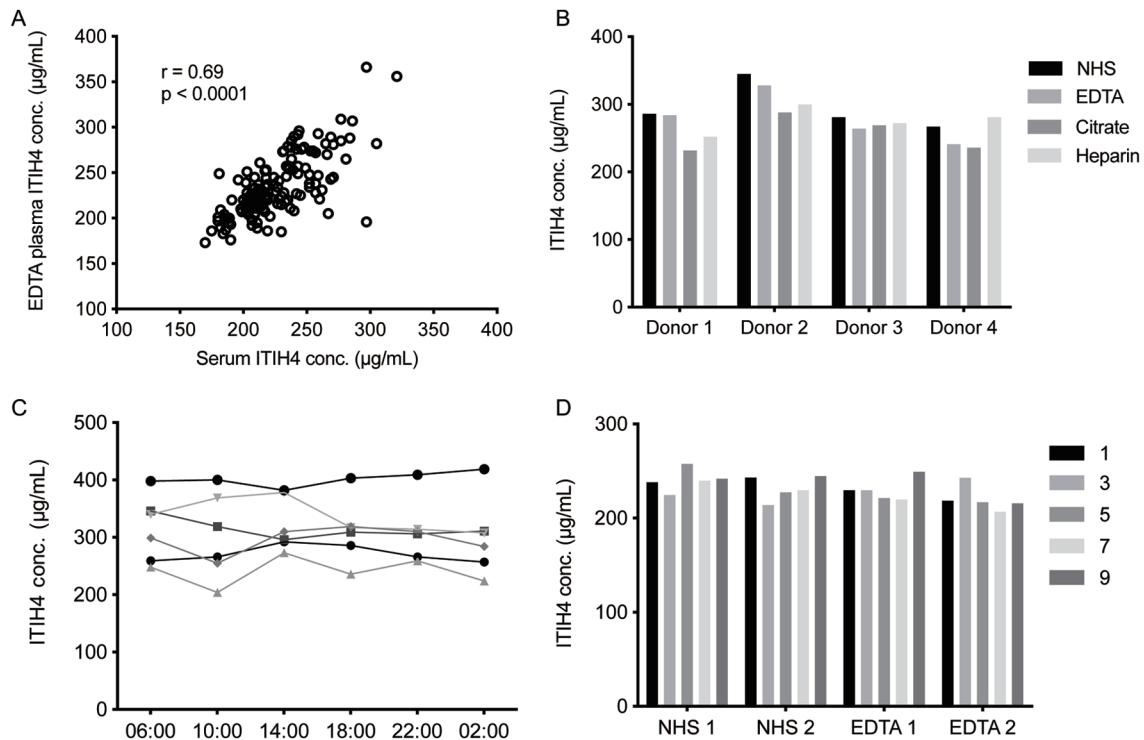 A
EDTA plasma ITIH4 conc. (µg/mL)
400
350
300
250
200
150
100
r = 0.69
p < 0.0001
100 150 200 250 300 350 400
Serum ITIH4 conc. (µg/mL)
B
ITIH4 conc. (µg/mL)
400
300
200
100
0
Donor 1 Donor 2 Donor 3 Donor 4
NHS
EDTA
Citrate
Heparin
C
ITIH4 conc. (µg/mL)
500
400
300
200
100
0
06:00 10:00 14:00 18:00 22:00 02:00
D
ITIH4 conc. (µg/mL)
300
200
100
0
NHS 1 NHS 2 EDTA 1 EDTA 2
1
3
5
7
9